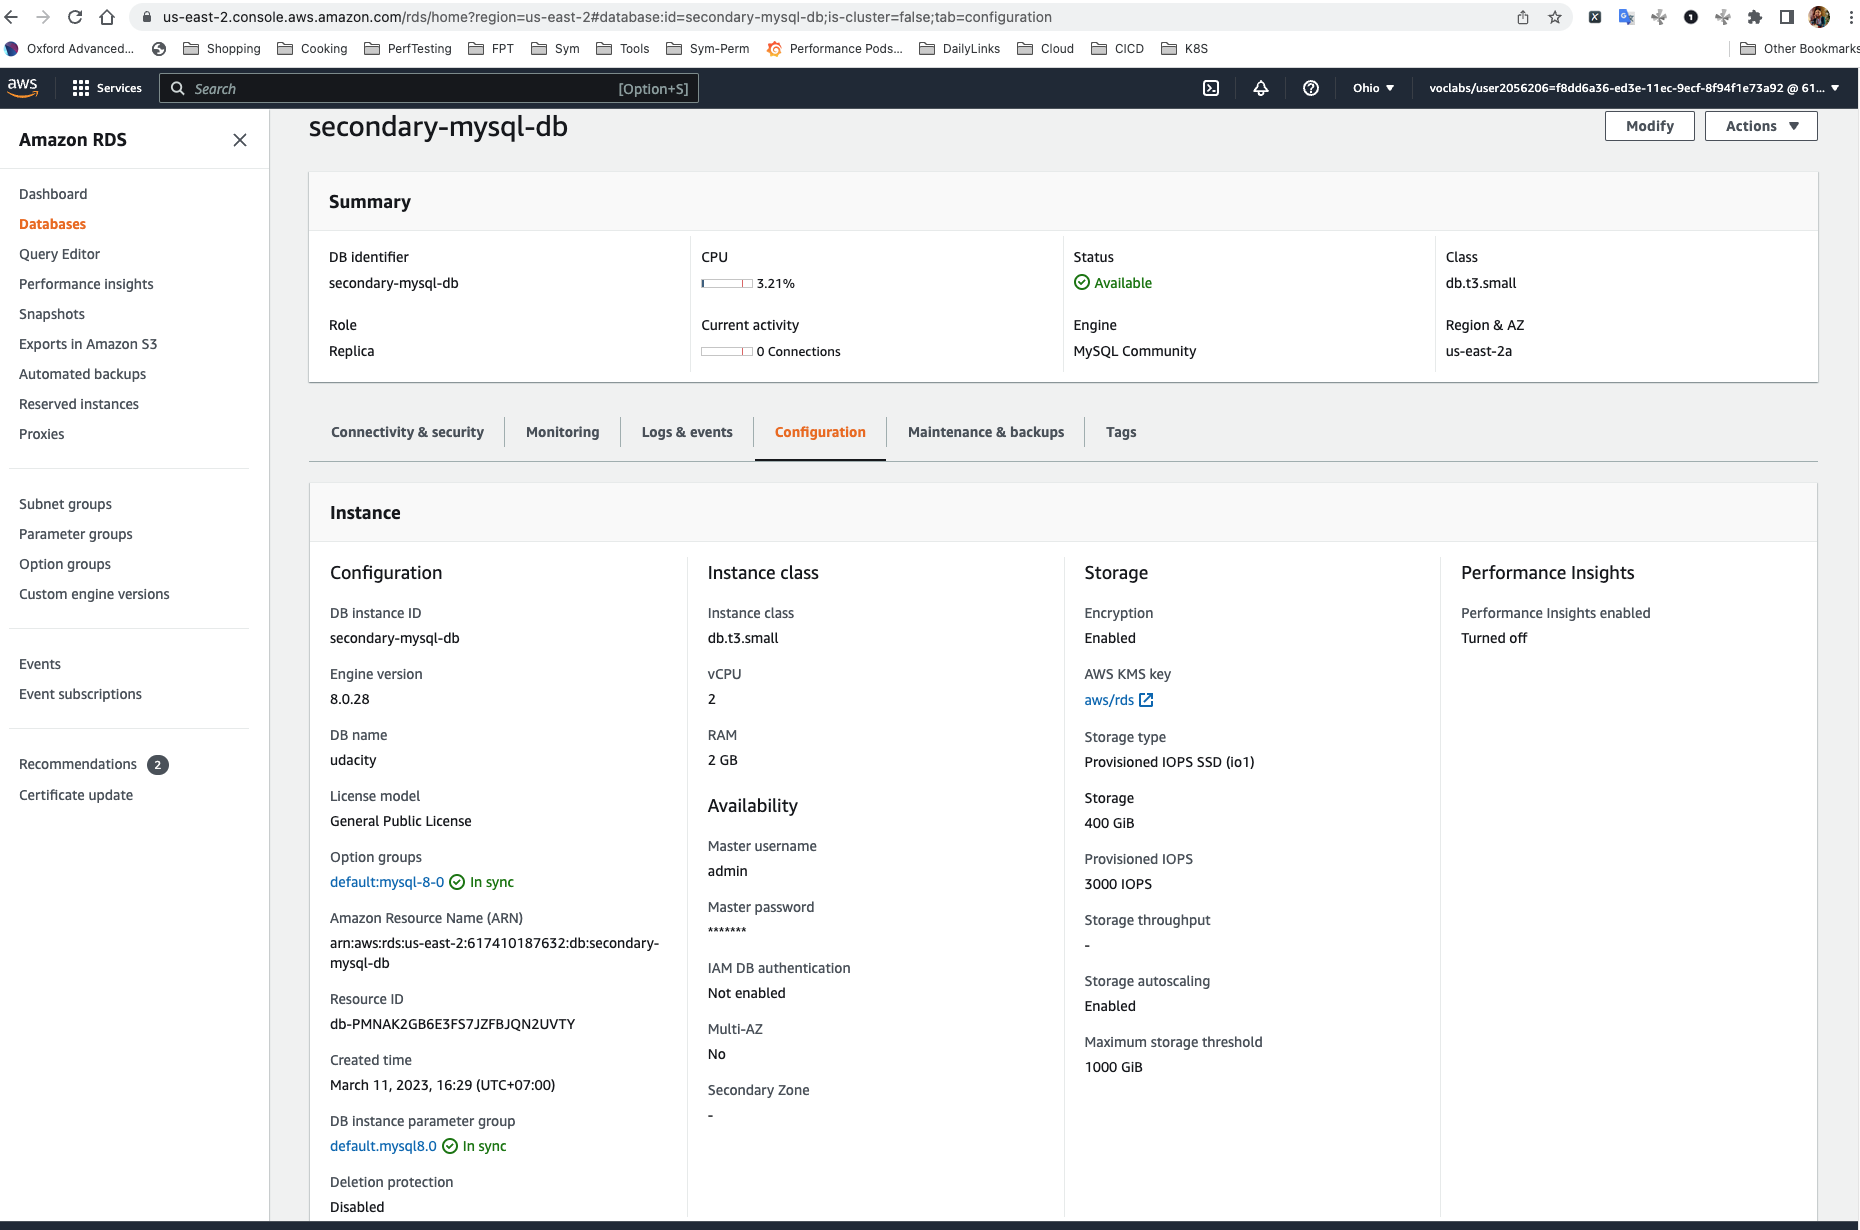 us-east-2.console.aws.amazon.com/rds/home?region=us-east-2#database:id=secondary-mysql-db;is-cluster=false;tab=configuration
Oxford Advanced...
Shopping
Cooking
PerfTesting
FPT
Sym
Tools
Sym-Perm
Performance Pods...
DailyLinks
Cloud
CICD
K8S
Other Bookmarks
aws
Services
Search
[Option+S]
Ohio
voclabs/user2056206=f8dd6a36-ed3e-11ec-9ecf-8f94f1e73a92 @ 61...
Amazon RDS
Dashboard
Databases
Query Editor
Performance insights
Snapshots
Exports in Amazon S3
Automated backups
Reserved instances
Proxies
Subnet groups
Parameter groups
Option groups
Custom engine versions
Events
Event subscriptions
Recommendations 2
Certificate update
secondary-mysql-db
Modify
Actions
Summary
DB identifier
secondary-mysql-db
Role
Replica
CPU
3.21%
Current activity
0 Connections
Status
Available
Engine
MySQL Community
Class
db.t3.small
Region & AZ
us-east-2a
Connectivity & security
Monitoring
Logs & events
Configuration
Maintenance & backups
Tags
Instance
Configuration
DB instance ID
secondary-mysql-db
Engine version
8.0.28
DB name
udacity
License model
General Public License
Option groups
default:mysql-8-0 In sync
Amazon Resource Name (ARN)
arn:aws:rds:us-east-2:617410187632:db:secondary-
mysql-db
Resource ID
db-PMNAK2GB6E3FS7JZFBJQN2UVTY
Created time
March 11, 2023, 16:29 (UTC+07:00)
DB instance parameter group
default.mysql8.0 In sync
Deletion protection
Disabled
Instance class
Instance class
db.t3.small
vCPU
2
RAM
2 GB
Availability
Master username
admin
Master password
*******
IAM DB authentication
Not enabled
Multi-AZ
No
Secondary Zone
-
Storage
Encryption
Enabled
AWS KMS key
aws/rds
Storage type
Provisioned IOPS SSD (io1)
Storage
400 GiB
Provisioned IOPS
3000 IOPS
Storage throughput
-
Storage autoscaling
Enabled
Maximum storage threshold
1000 GiB
Performance Insights
Performance Insights enabled
Turned off